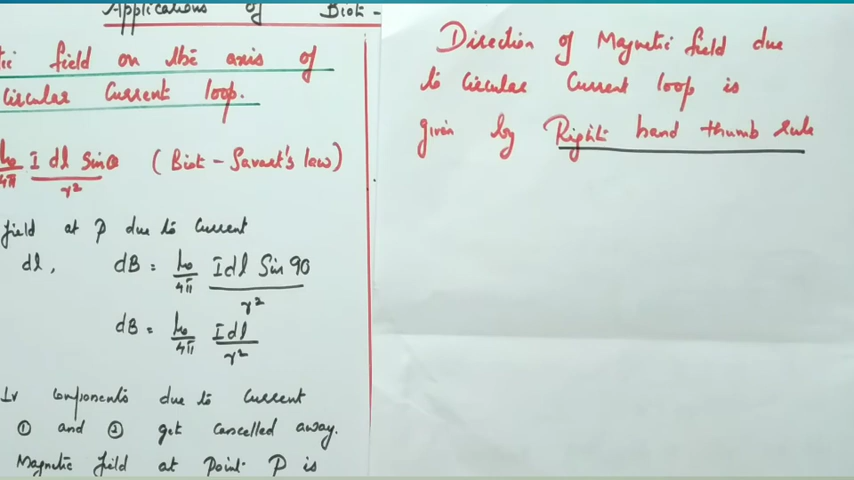 Applications of Biot-
tic field on the axis of
Circular Current loop.
μ₀/4π I dl Sinθ/r² (Biot-Savart's law)
field at P due to Current
dl, dB = μ₀/4π Idl Sin 90/r²
dB = μ₀/4π Idl/r²
⊥r components due to Current
① and ② get Cancelled away.
Magnetic field at point P is
Direction of Magnetic field due
to Circular Current loop is
given by Right hand thumb rule